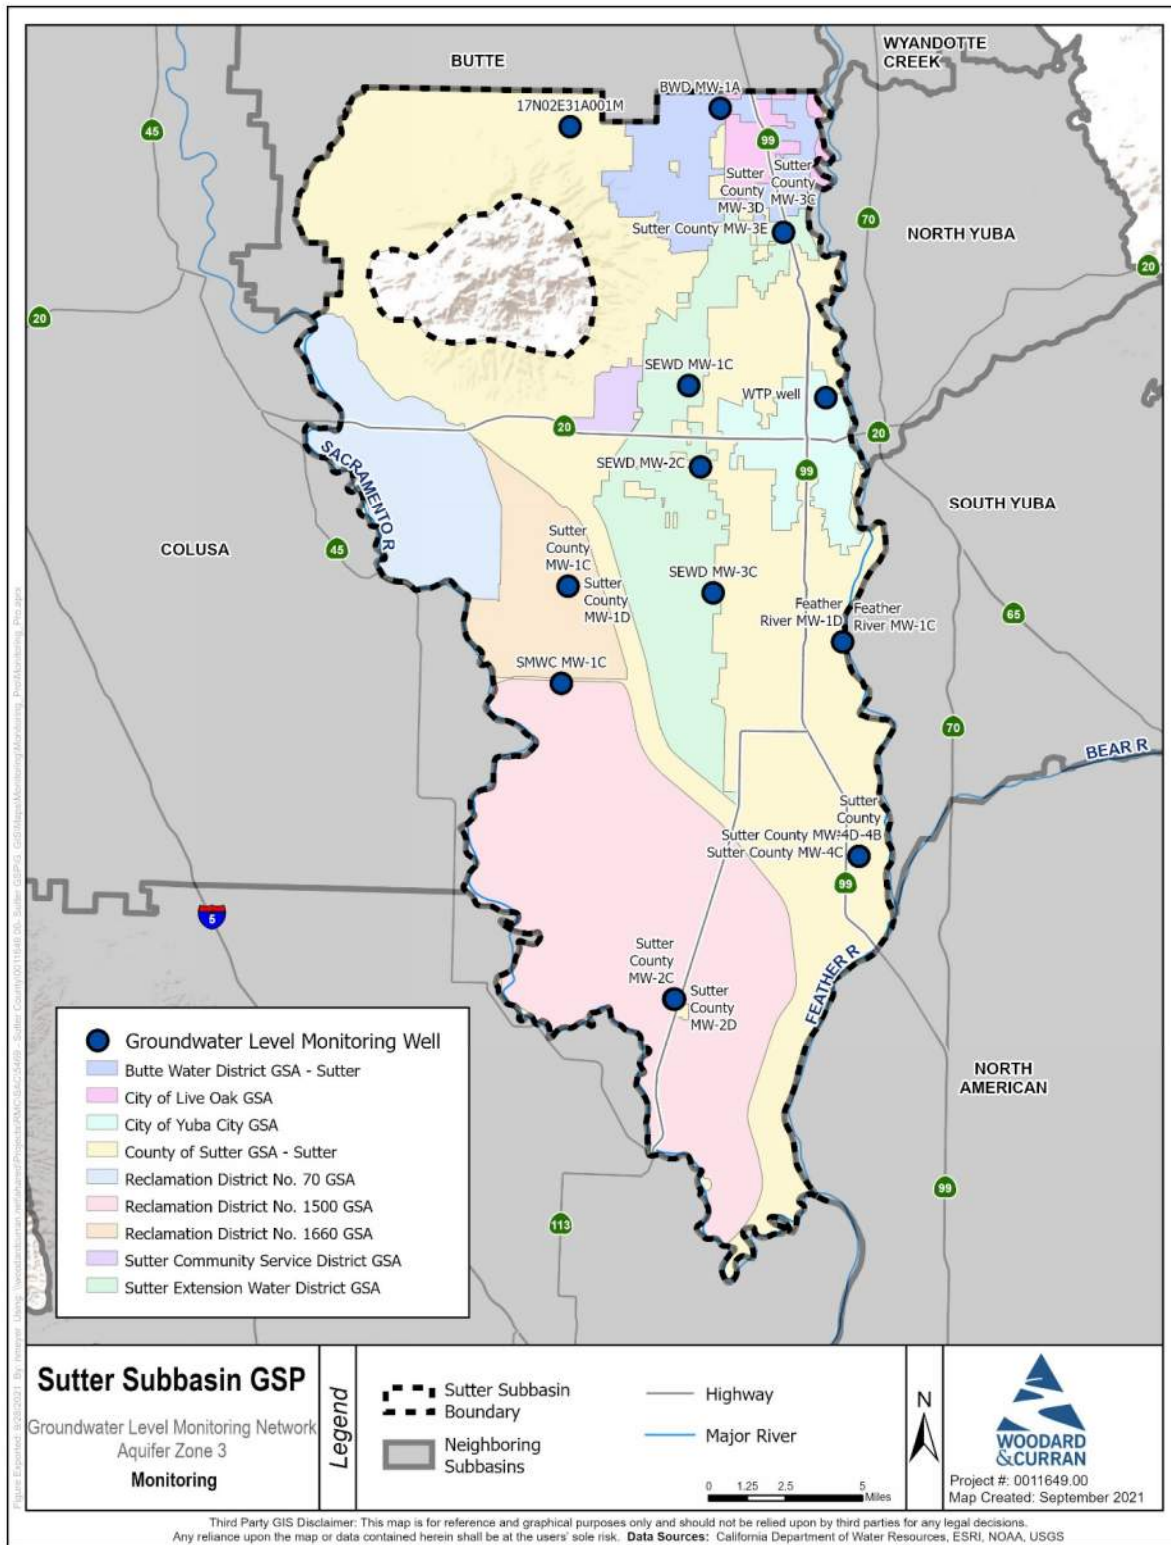 BUTTE
WYANDOTTE
CREEK
BWD MW-1A
17N02E31A001M
45
99
Sutter
County
MW-3D
Sutter
County
MW-3C
Sutter County MW-3E
70
NORTH YUBA
20
20
SEWD MW-1C
WTP well
20
20
SACRAMENTO R
SEWD MW-2C
99
SOUTH YUBA
COLUSA
45
Sutter
County
MW-1C
Sutter
County
MW-1D
SEWD MW-3C
Feather
River MW-1D
Feather
River MW-1C
65
SMWC MW-1C
70
BEAR R
Sutter
County
Sutter County MW-4D-4B
Sutter County MW-4C
99
5
Sutter
County
MW-2C
Sutter
County
MW-2D
FEATHER R
NORTH
AMERICAN
99
113
Groundwater Level Monitoring Well
Butte Water District GSA - Sutter
City of Live Oak GSA
City of Yuba City GSA
County of Sutter GSA - Sutter
Reclamation District No. 70 GSA
Reclamation District No. 1500 GSA
Reclamation District No. 1660 GSA
Sutter Community Service District GSA
Sutter Extension Water District GSA
Sutter Subbasin GSP
Groundwater Level Monitoring Network
Aquifer Zone 3
Monitoring
Legend
Sutter Subbasin
Boundary
Neighboring
Subbasins
Highway
Major River
0 1.25 2.5 5
Miles
N
WOODARD
&CURRAN
Project #: 0011649.00
Map Created: September 2021
Third Party GIS Disclaimer: This map is for reference and graphical purposes only and should not be relied upon by third parties for any legal decisions.
Any reliance upon the map or data contained herein shall be at the users' sole risk. Data Sources: California Department of Water Resources, ESRI, NOAA, USGS